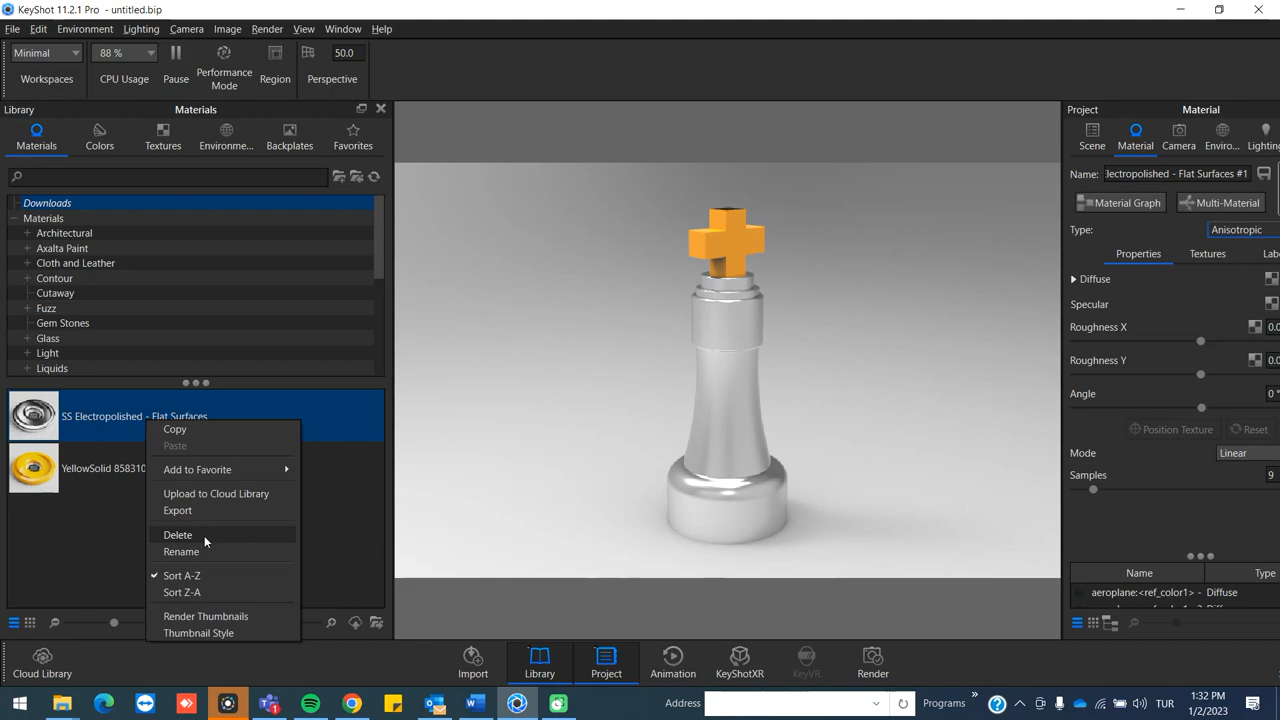 KeyShot 11.2.1 Pro - untitled.bip
File Edit Environment Lighting Camera Image Render View Window Help
Minimal 88 % 50.0
Workspaces CPU Usage Pause Performance Mode Region Perspective
Library Materials
Materials Colors Textures Environme... Backplates Favorites
Downloads
Materials
Architectural
Axalta Paint
Cloth and Leather
Contour
Cutaway
Fuzz
Gem Stones
Glass
Light
Liquids
SS Electropolished - Flat Surfaces
YellowSolid 858310
Copy
Paste
Add to Favorite
Upload to Cloud Library
Export
Delete
Rename
Sort A-Z
Sort Z-A
Render Thumbnails
Thumbnail Style
Project Material
Scene Material Camera Enviro... Lighting
Name: lectropolished - Flat Surfaces #1
Material Graph Multi-Material
Type: Anisotropic
Properties Textures Lab
Diffuse
Specular
Roughness X 0.0
Roughness Y 0.0
Angle 0 °
Position Texture Reset
Mode Linear
Samples 9
Name Type
aeroplane:<ref_color1> - Diffuse
Cloud Library Import Library Project Animation KeyShotXR KeyVR Render
Address Programs » TUR 1:32 PM
1/2/2023